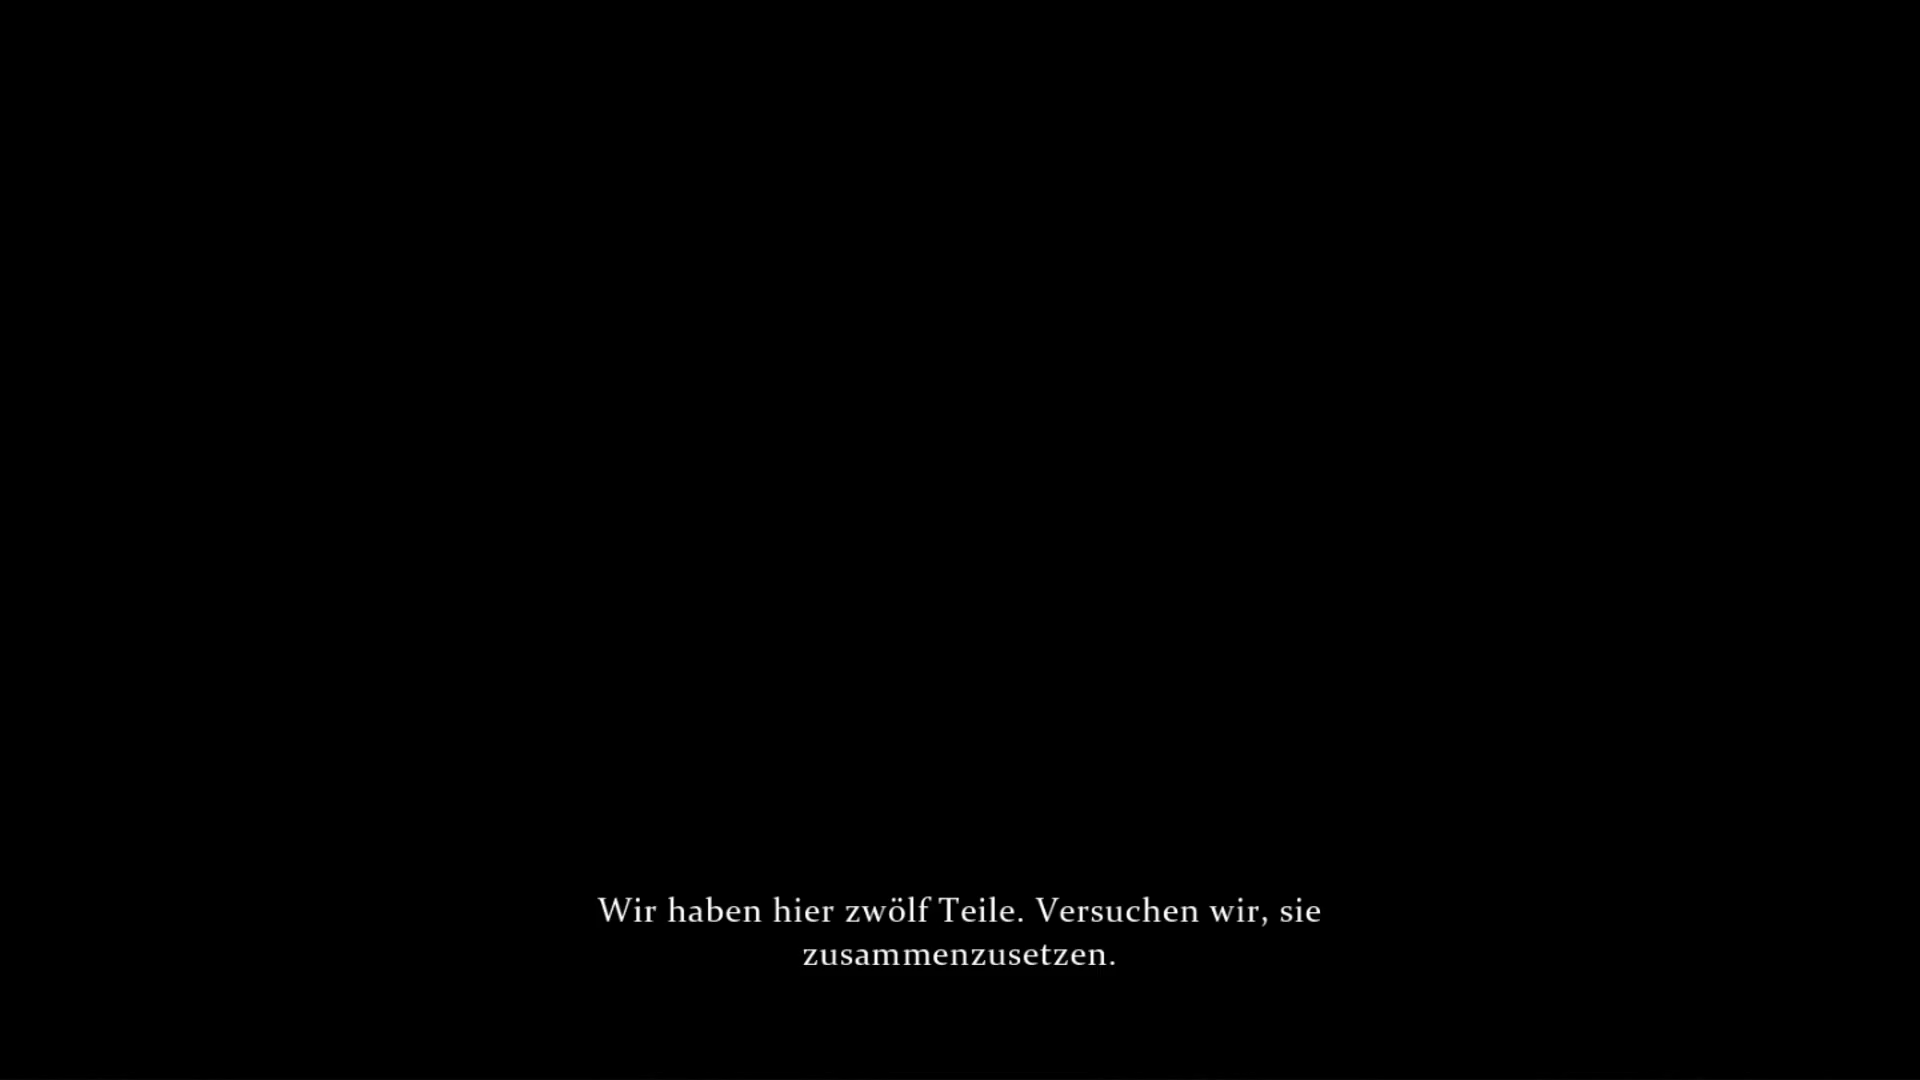 Wir haben hier zwölf Teile. Versuchen wir, sie
zusammenzusetzen.